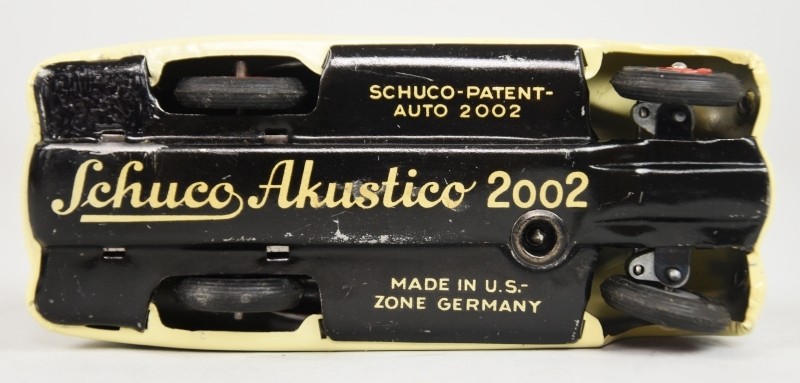 SCHUCO-PATENT-
AUTO 2002
Schuco Akustico 2002
MADE IN U.S.-
ZONE GERMANY